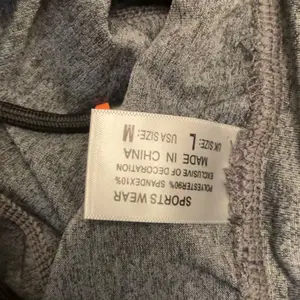 SPORTS WEAR
POLYESTER90% SPANDEX10%
EXCLUSIVE OF DECORATION
MADE IN CHINA
UK SIZE: L USA SIZE: M